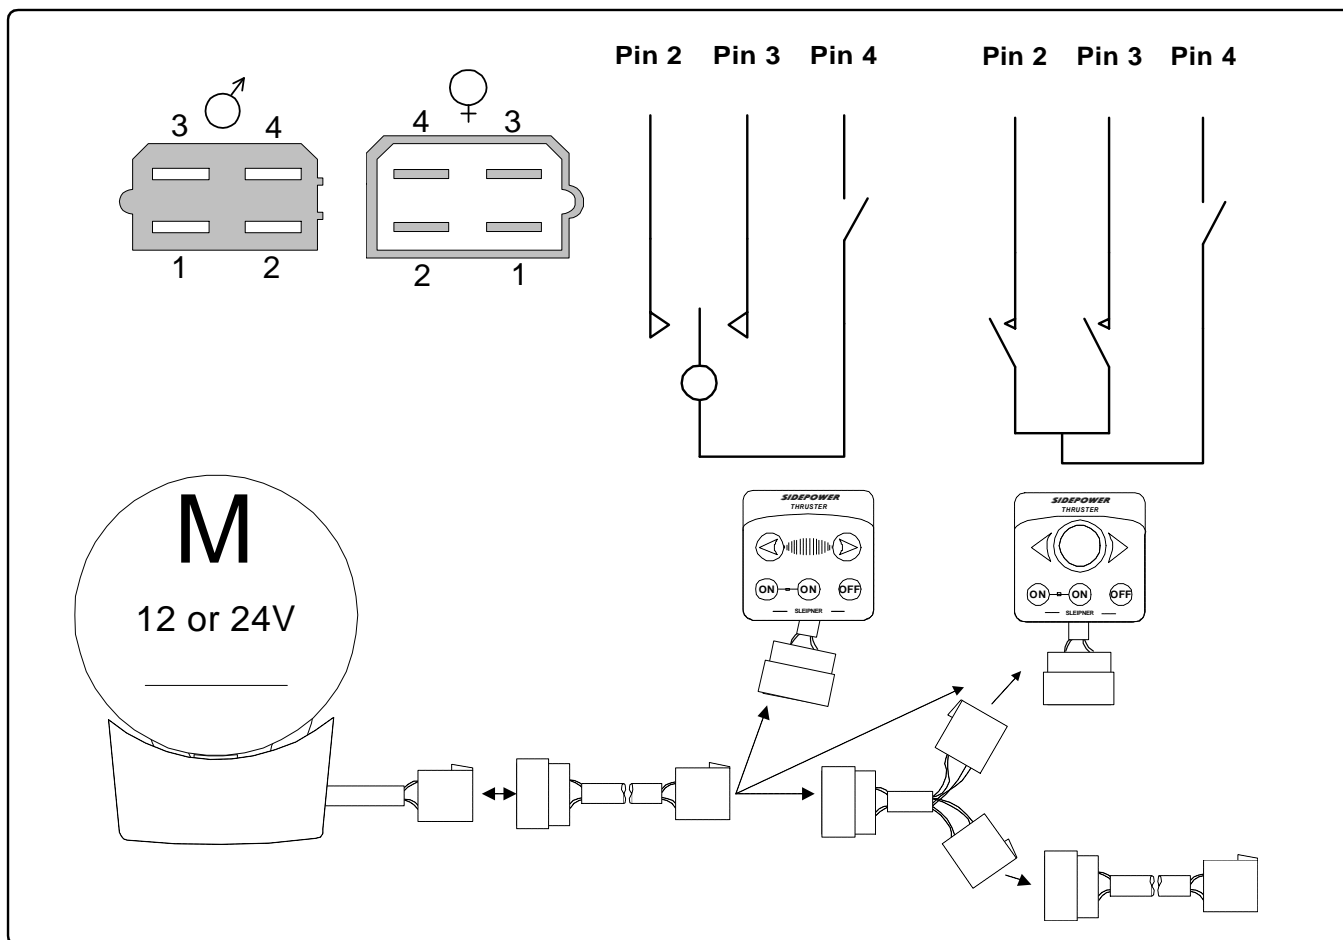 Pin 2 Pin 3 Pin 4
Pin 2 Pin 3 Pin 4
3 4
1 2
4 3
2 1
M
12 or 24V
SIDEPOWER
THRUSTER
ON ON OFF
SLEIPNER
SIDEPOWER
THRUSTER
ON ON OFF
SLEIPNER